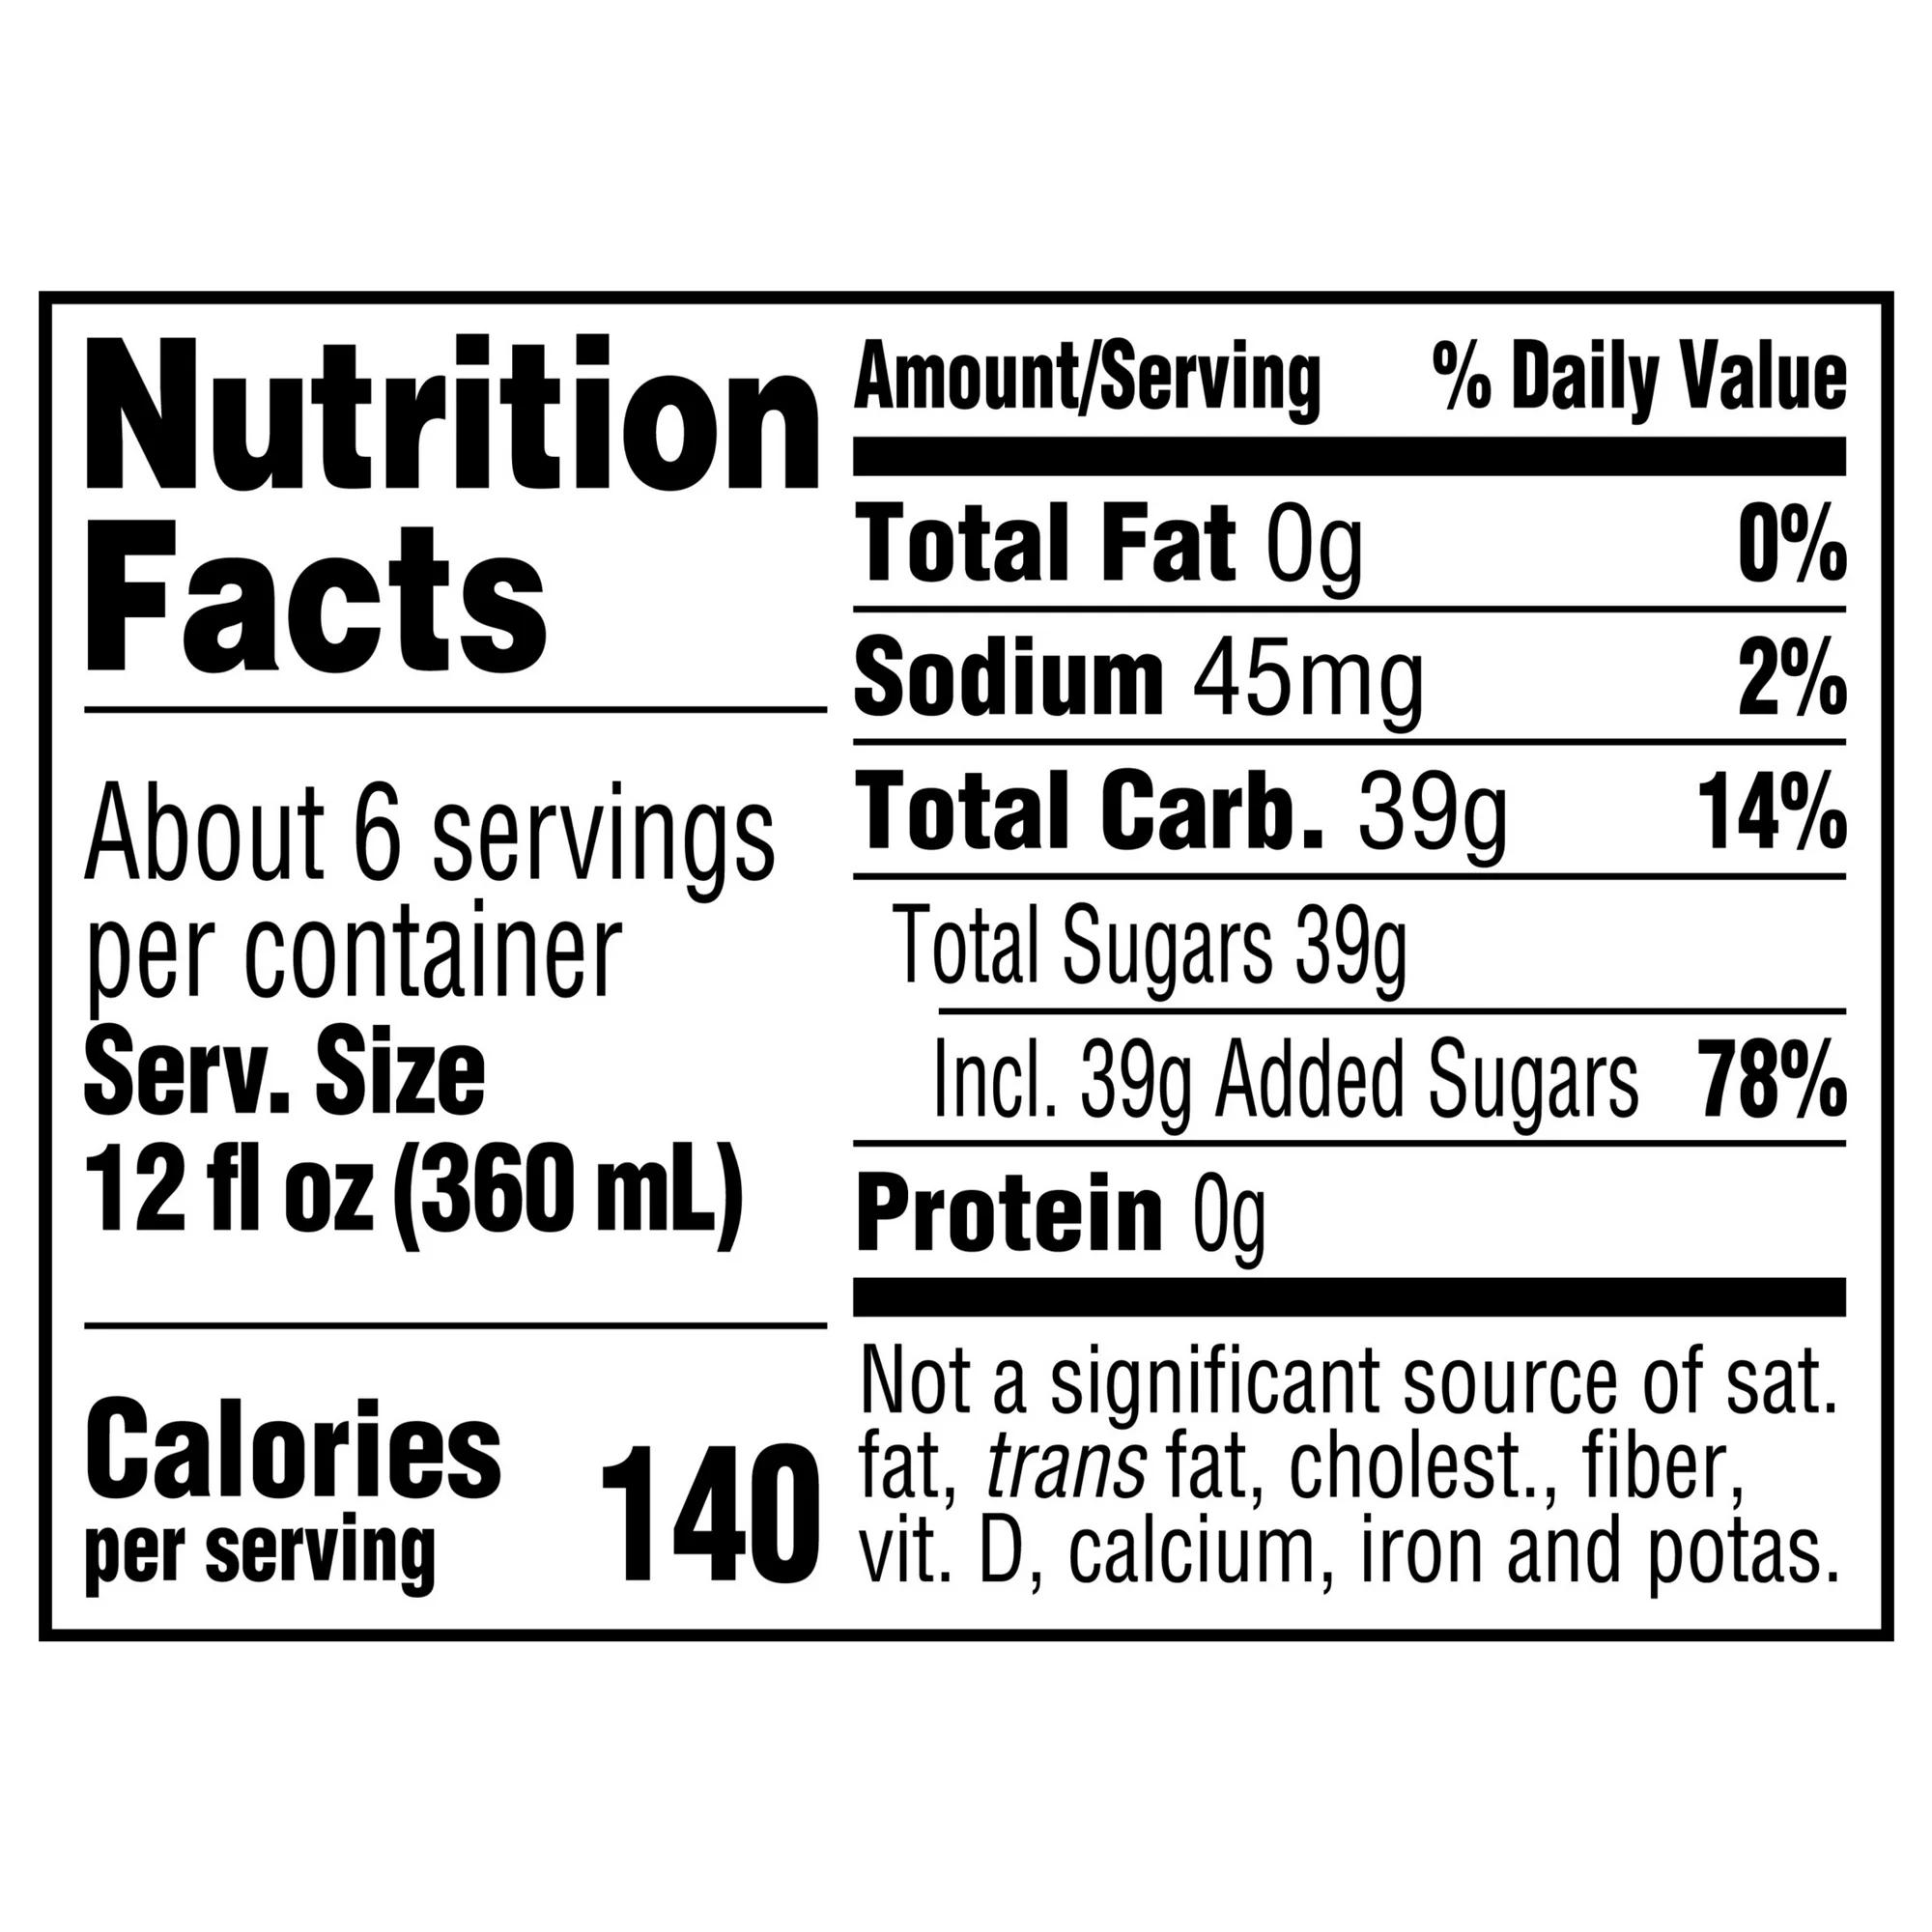 Nutrition
Facts
About 6 servings
per container
Serv. Size
12 fl oz (360 mL)
Calories
per serving
140
Amount/Serving % Daily Value
Total Fat 0g 0%
Sodium 45mg 2%
Total Carb. 39g 14%
Total Sugars 39g
Incl. 39g Added Sugars 78%
Protein 0g
Not a significant source of sat.
fat, trans fat, cholest., fiber,
vit. D, calcium, iron and potas.